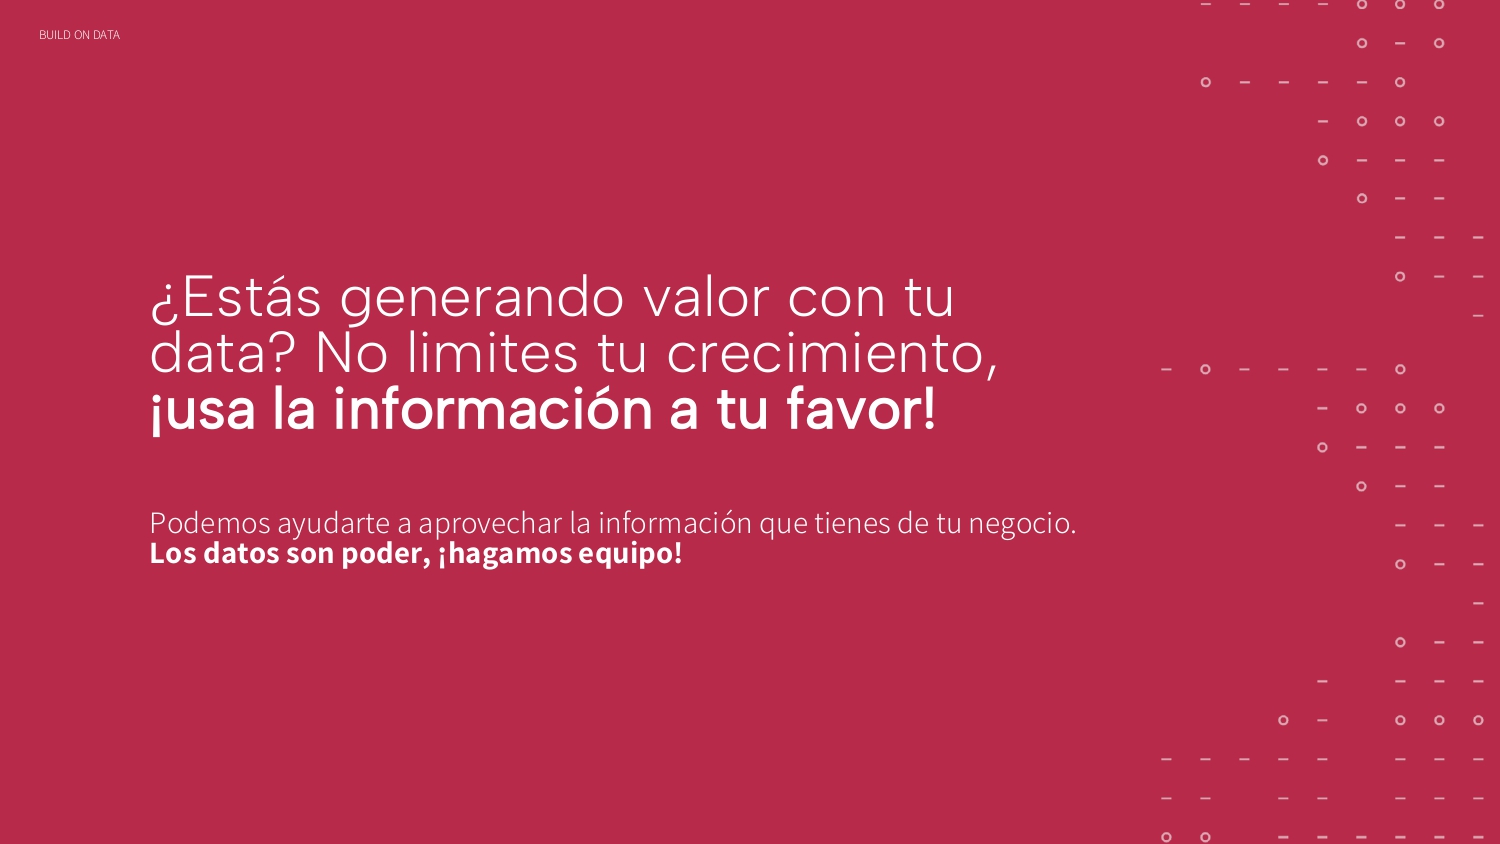 BUILD ON DATA
¿Estás generando valor con tu
data? No limites tu crecimiento,
¡usa la información a tu favor!
Podemos ayudarte a aprovechar la información que tienes de tu negocio.
Los datos son poder, ¡hagamos equipo!